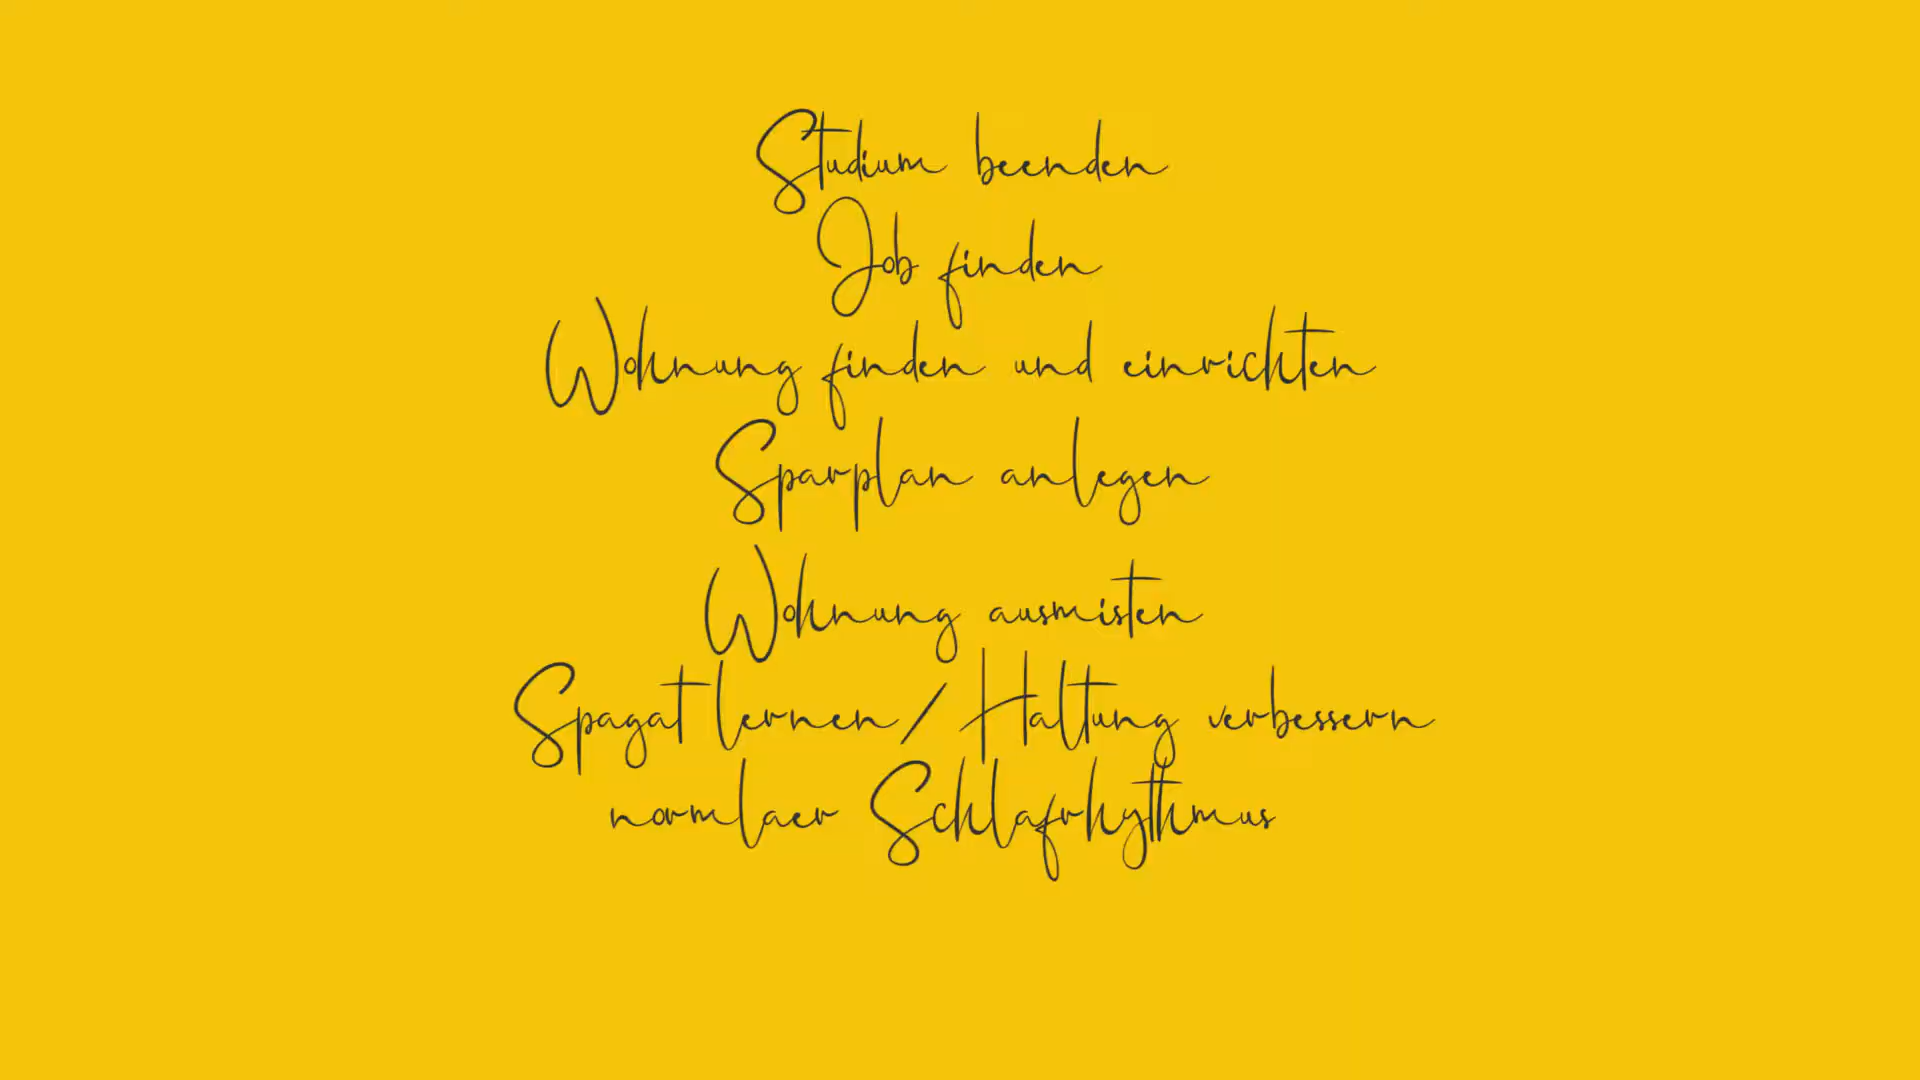 Studium beenden
Job finden
Wohnung finden und einrichten
Sparplan anlegen
Wohnung ausmisten
Spagat lernen/Haltung verbessern
normlaer Schlafrhythmus